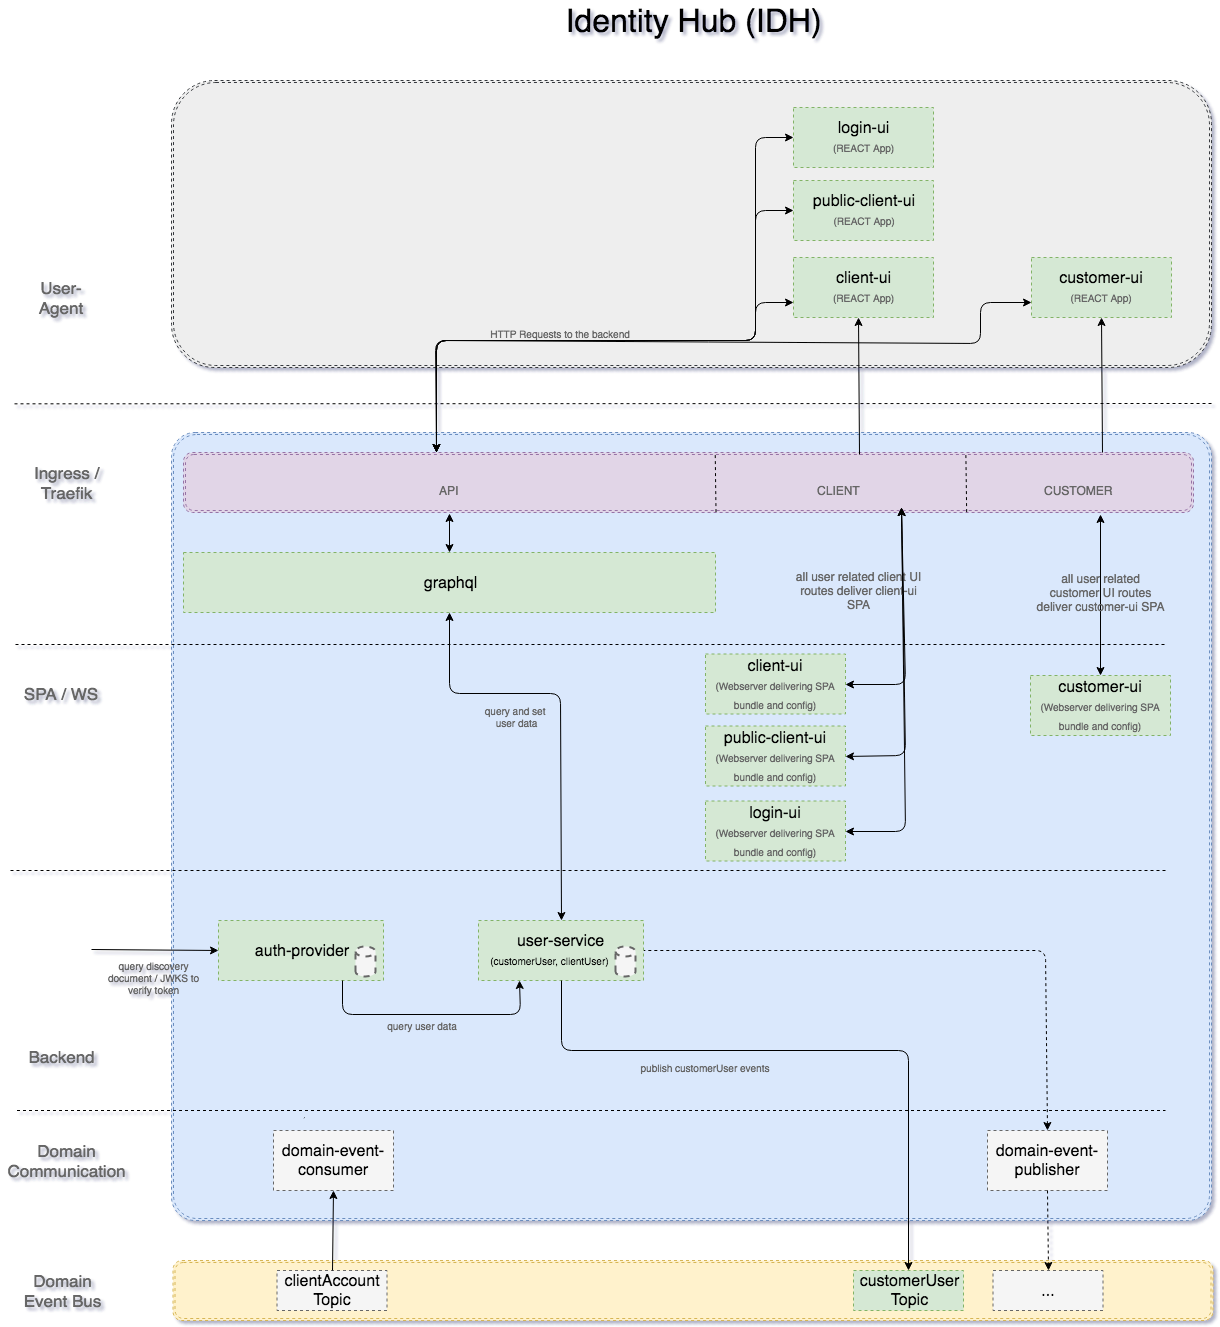 Identity Hub (IDH)
login-ui
(REACT App)
public-client-ui
(REACT App)
User-
Agent
client-ui
(REACT App)
customer-ui
(REACT App)
HTTP Requests to the backend
Ingress /
Traefik
API
CLIENT
CUSTOMER
graphql
all user related client UI
routes deliver client-ui
SPA
all user related
customer UI routes
deliver customer-ui SPA
SPA / WS
client-ui
(Webserver delivering SPA
bundle and config)
customer-ui
(Webserver delivering SPA
bundle and config)
query and set
user data
public-client-ui
(Webserver delivering SPA
bundle and config)
login-ui
(Webserver delivering SPA
bundle and config)
auth-provider
user-service
(customerUser, clientUser)
query discovery
document / JWKS to
verify token
query user data
Backend
publish customerUser events
Domain
Communication
domain-event-
consumer
domain-event-
publisher
Domain
Event Bus
clientAccount
Topic
customerUser
Topic
...